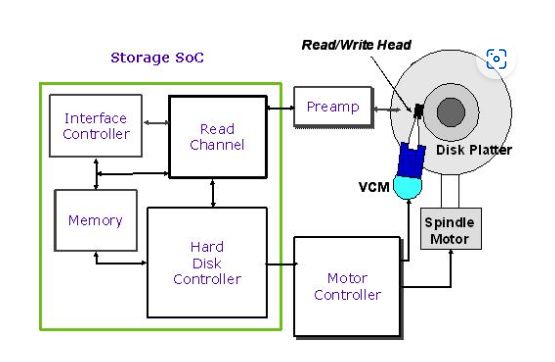 Storage SoC
Read/Write Head
Interface
Controller
Read
Channel
Preamp
Disk Platter
VCM
Memory
Spindle
Motor
Hard
Disk
Controller
Motor
Controller